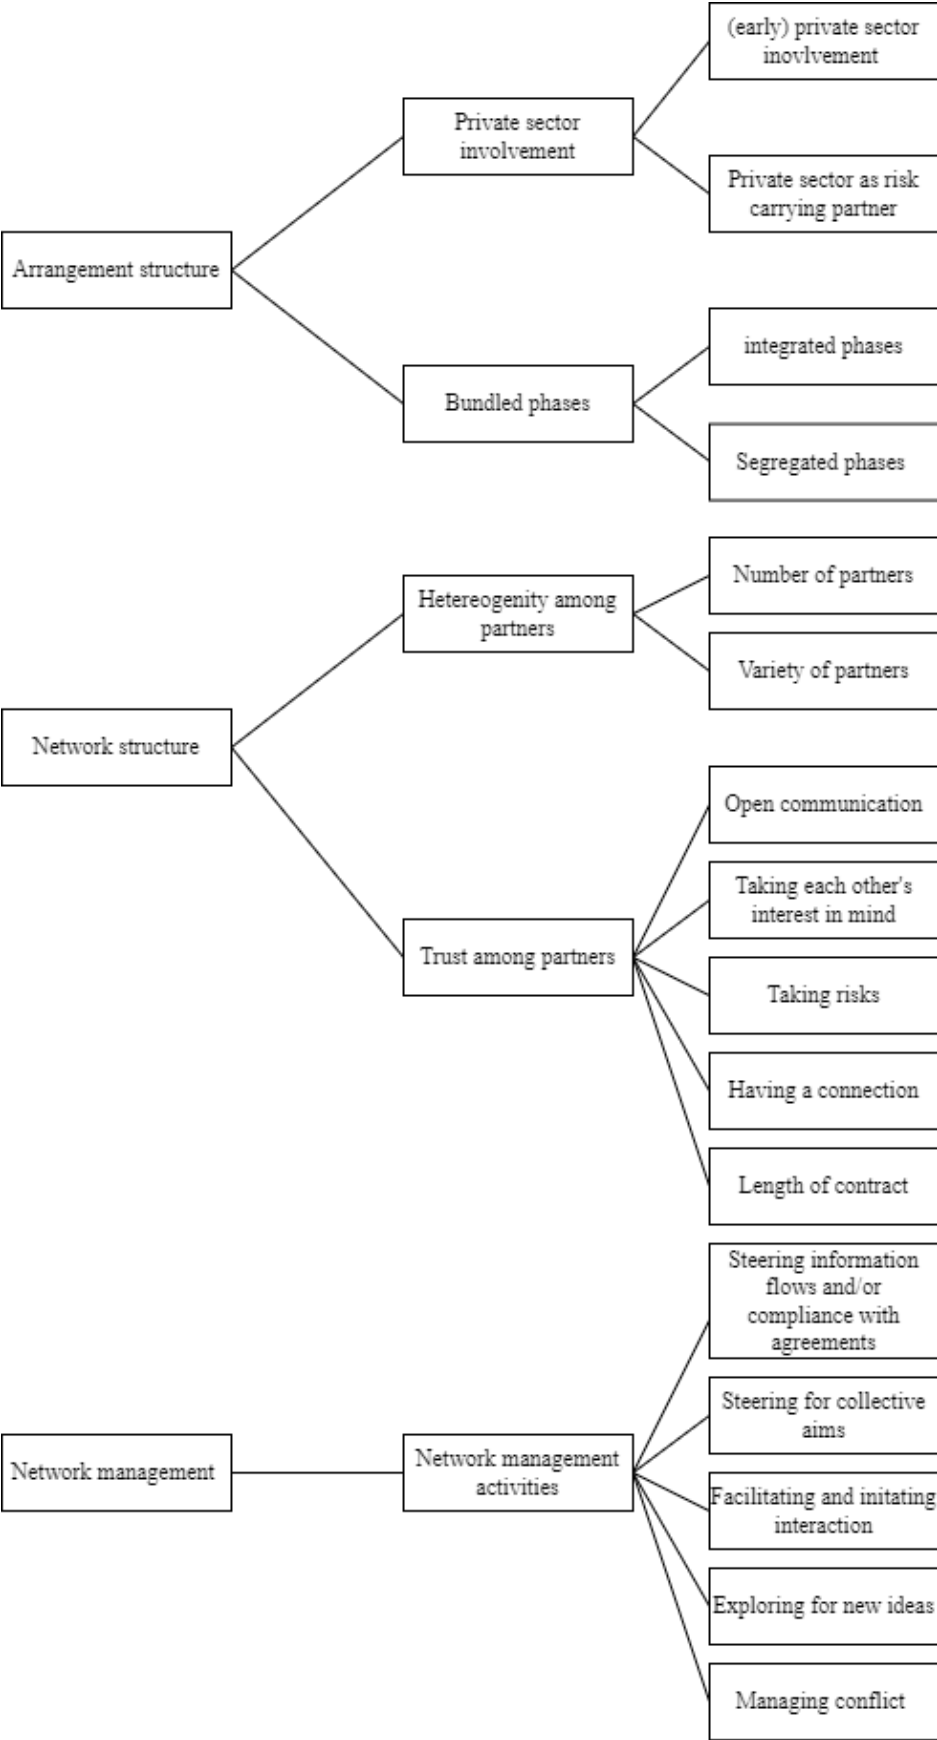 (early) private sector
inovlvement
Private sector
involvement
Private sector as risk
carrying partner
Arrangement structure
integrated phases
Bundled phases
Segregated phases
Number of partners
Hetereogenity among
partners
Variety of partners
Network structure
Open communication
Taking each other's
interest in mind
Trust among partners
Taking risks
Having a connection
Length of contract
Steering information
flows and/or
compliance with
agreements
Steering for collective
aims
Network management
Network management
activities
Facilitating and initating
interaction
Exploring for new ideas
Managing conflict